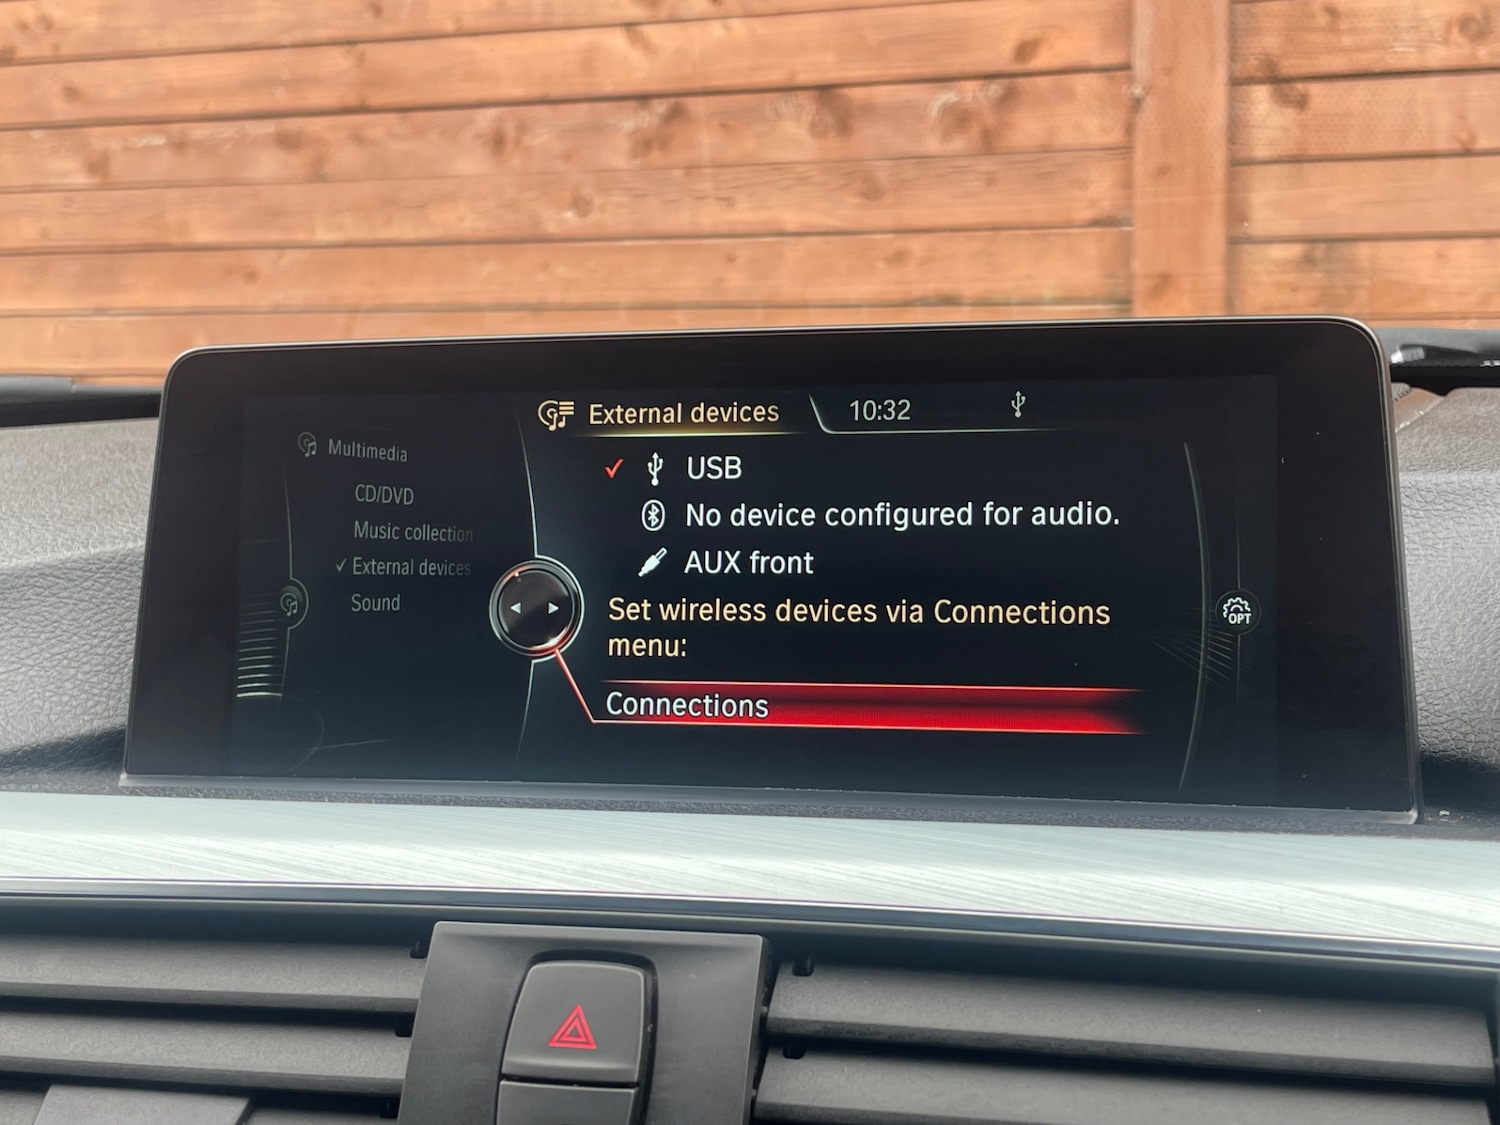 External devices
10:32
Multimedia
CD/DVD
Music collection
External devices
Sound
USB
No device configured for audio.
AUX front
Set wireless devices via Connections
menu:
Connections
OPT